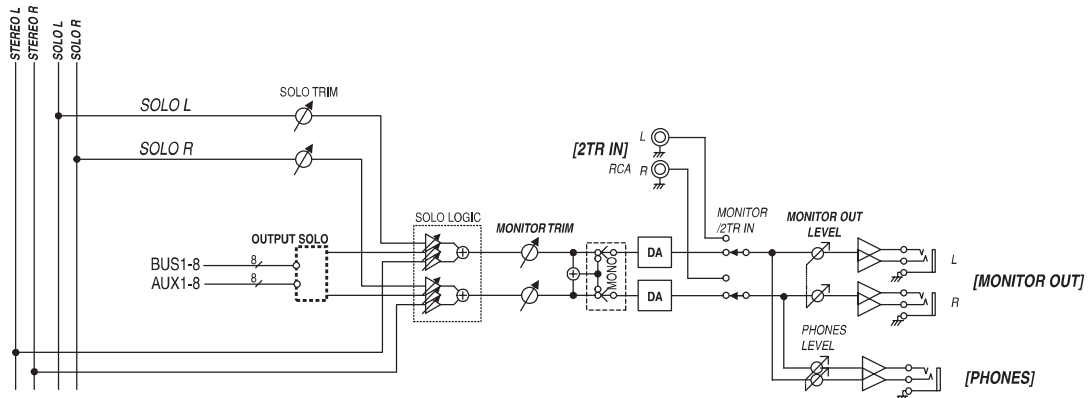 STEREO L
STEREO R
SOLO L
SOLO R
SOLO L
SOLO TRIM
SOLO R
[2TR IN]
L
RCA R
SOLO LOGIC
MONITOR TRIM
MONITOR
/2TR IN
MONITOR OUT
LEVEL
OUTPUT SOLO
BUS1-8
8
AUX1-8
8
MONO
DA
DA
L
R
[MONITOR OUT]
PHONES
LEVEL
[PHONES]